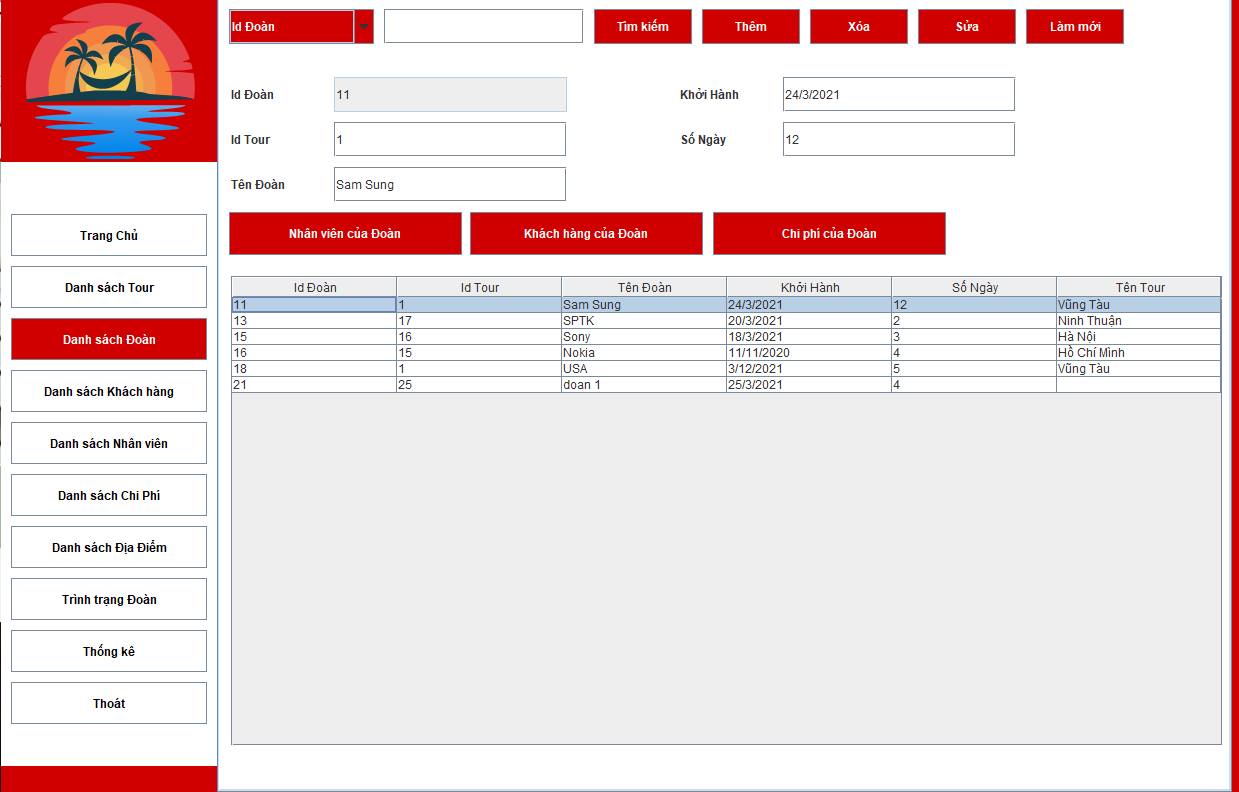 Id Đoàn
Tìm kiếm
Thêm
Xóa
Sửa
Làm mới
Id Đoàn 11 Khởi Hành 24/3/2021
Id Tour 1 Số Ngày 12
Tên Đoàn Sam Sung
Nhân viên của Đoàn
Khách hàng của Đoàn
Chi phí của Đoàn
Trang Chủ
Danh sách Tour
Danh sách Đoàn
Danh sách Khách hàng
Danh sách Nhân viên
Danh sách Chi Phí
Danh sách Địa Điểm
Trình trạng Đoàn
Thống kê
Thoát
Id Đoàn Id Tour Tên Đoàn Khởi Hành Số Ngày Tên Tour
11 1 Sam Sung 24/3/2021 12 Vũng Tàu
13 17 SPTK 20/3/2021 2 Ninh Thuận
15 16 Sony 18/3/2021 3 Hà Nội
16 15 Nokia 11/11/2020 4 Hồ Chí Mình
18 1 USA 3/12/2021 5 Vũng Tàu
21 25 doan 1 25/3/2021 4